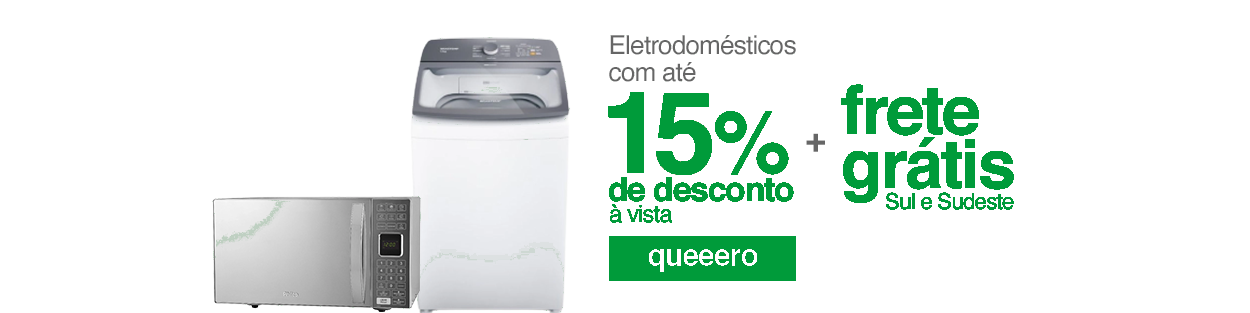 Eletrodomésticos
com até
15%
de desconto
à vista
queeero
+
frete
grátis
Sul e Sudeste